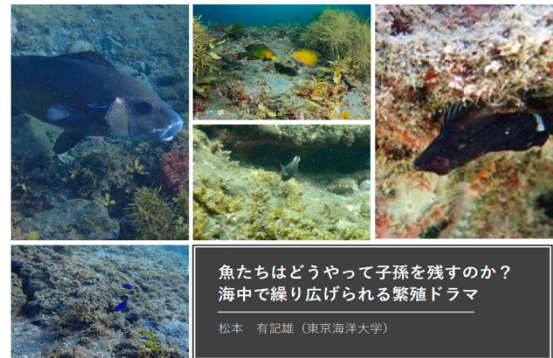 魚たちはどうやって子孫を残すのか？
海中で繰り広げられる繁殖ドラマ
松本　有記雄（東京海洋大学）